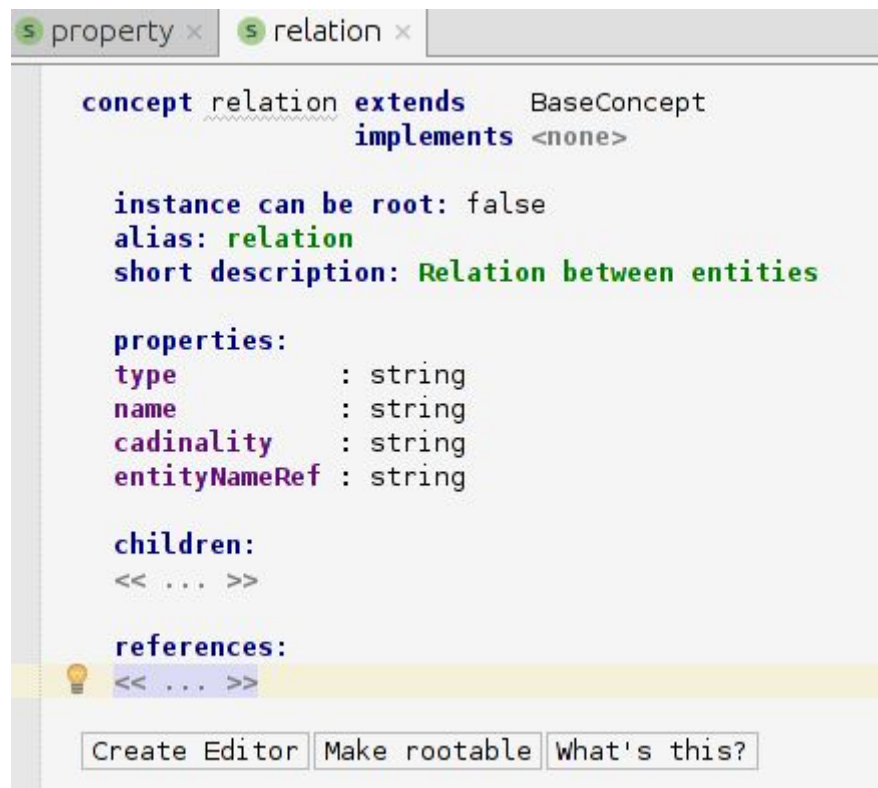 S property × S relation ×
concept relation extends BaseConcept
implements <none>
instance can be root: false
alias: relation
short description: Relation between entities
properties:
type : string
name : string
cadinality : string
entityNameRef : string
children:
<< ... >>
references:
<< ... >>
Create Editor Make rootable What's this?